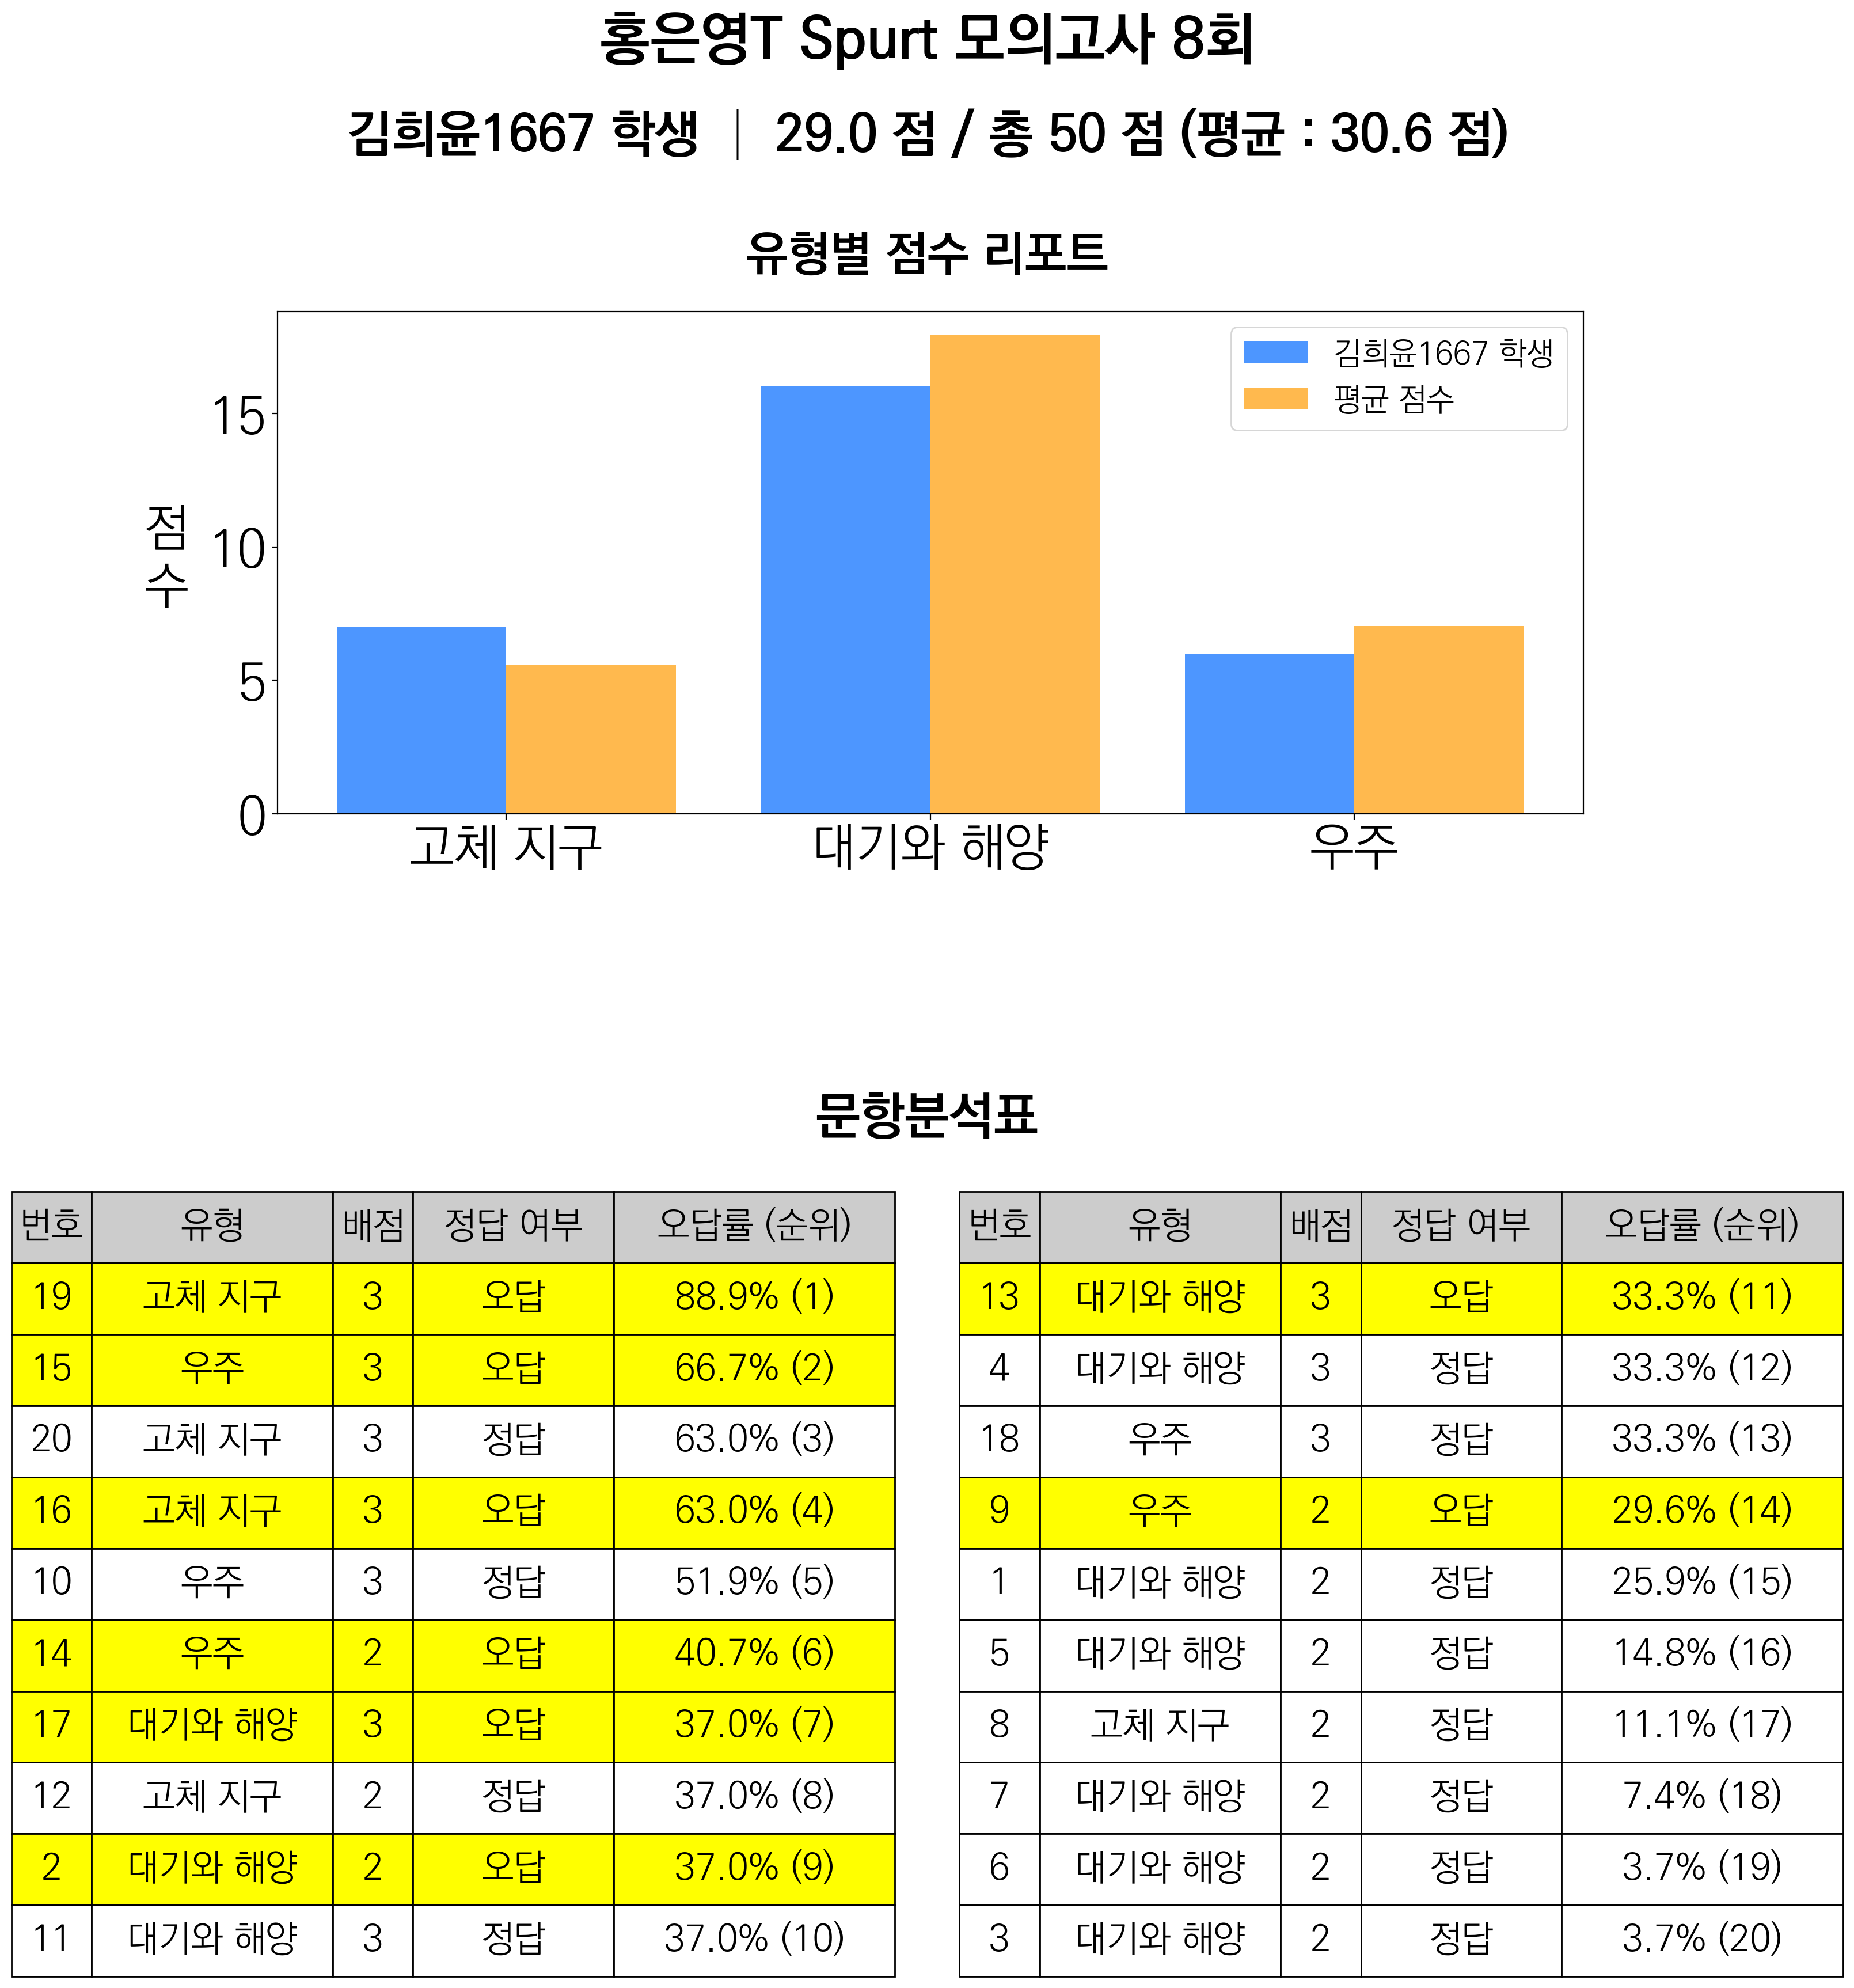 홍은영T Spurt 모의고사 8회
김희윤1667 학생 | 29.0 점 / 총 50 점 (평균 : 30.6 점)
유형별 점수 리포트
김희윤1667 학생
평균 점수
점수
15
10
5
0
고체 지구 대기와 해양 우주
문항분석표
번호 유형 배점 정답 여부 오답률 (순위)
19 고체 지구 3 오답 88.9% (1)
15 우주 3 오답 66.7% (2)
20 고체 지구 3 정답 63.0% (3)
16 고체 지구 3 오답 63.0% (4)
10 우주 3 정답 51.9% (5)
14 우주 2 오답 40.7% (6)
17 대기와 해양 3 오답 37.0% (7)
12 고체 지구 2 정답 37.0% (8)
2 대기와 해양 2 오답 37.0% (9)
11 대기와 해양 3 정답 37.0% (10)
번호 유형 배점 정답 여부 오답률 (순위)
13 대기와 해양 3 오답 33.3% (11)
4 대기와 해양 3 정답 33.3% (12)
18 우주 3 정답 33.3% (13)
9 우주 2 오답 29.6% (14)
1 대기와 해양 2 정답 25.9% (15)
5 대기와 해양 2 정답 14.8% (16)
8 고체 지구 2 정답 11.1% (17)
7 대기와 해양 2 정답 7.4% (18)
6 대기와 해양 2 정답 3.7% (19)
3 대기와 해양 2 정답 3.7% (20)